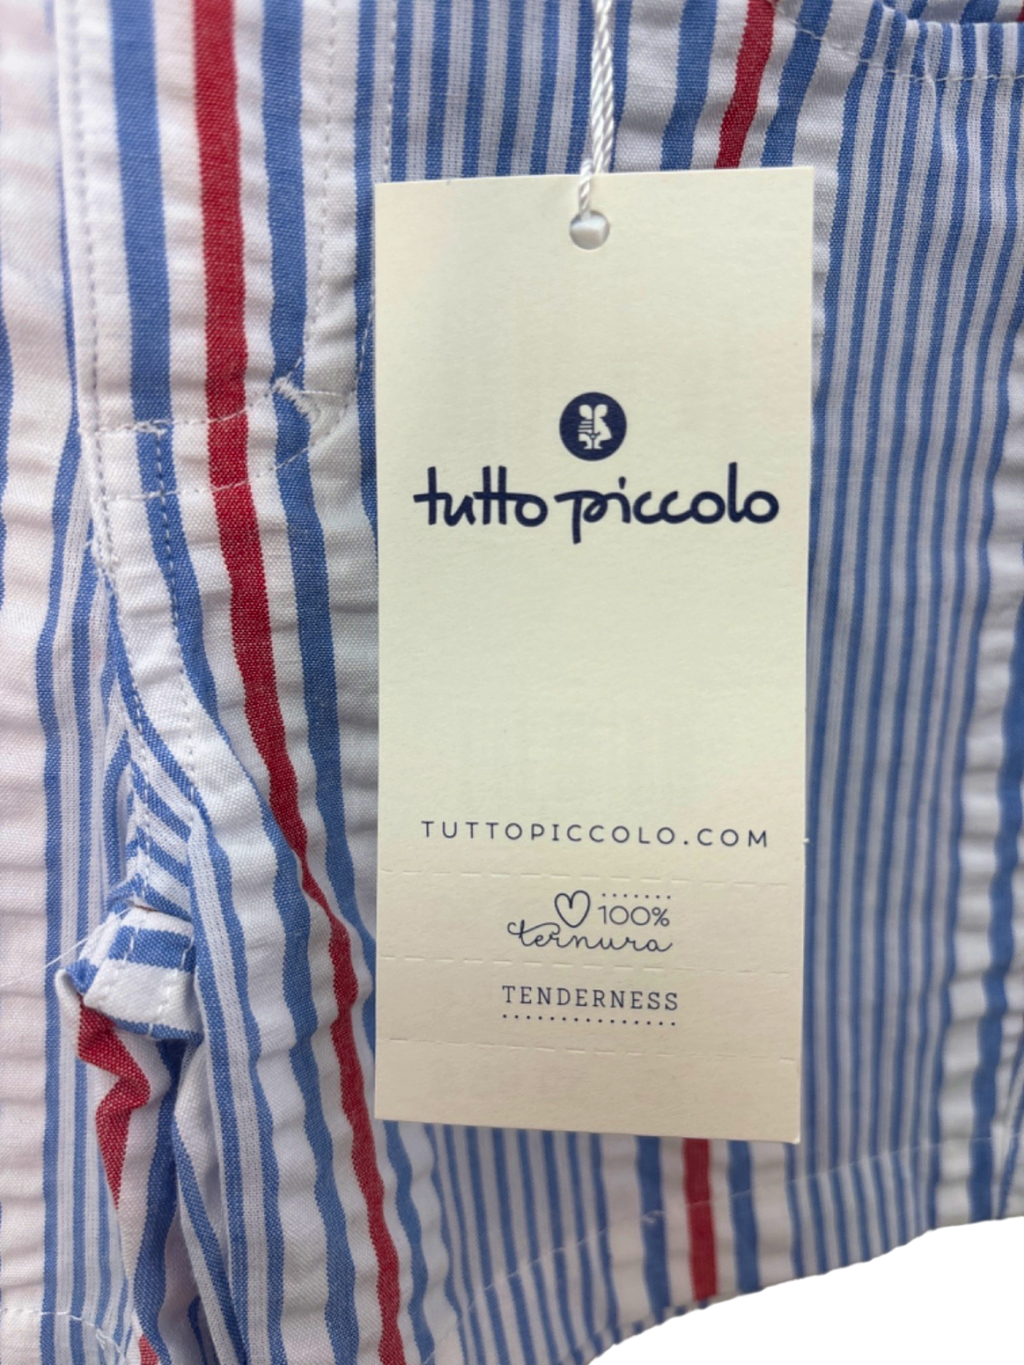 tutto piccolo
TUTTOPICCOLO.COM
100%
ternura
TENDERNESS